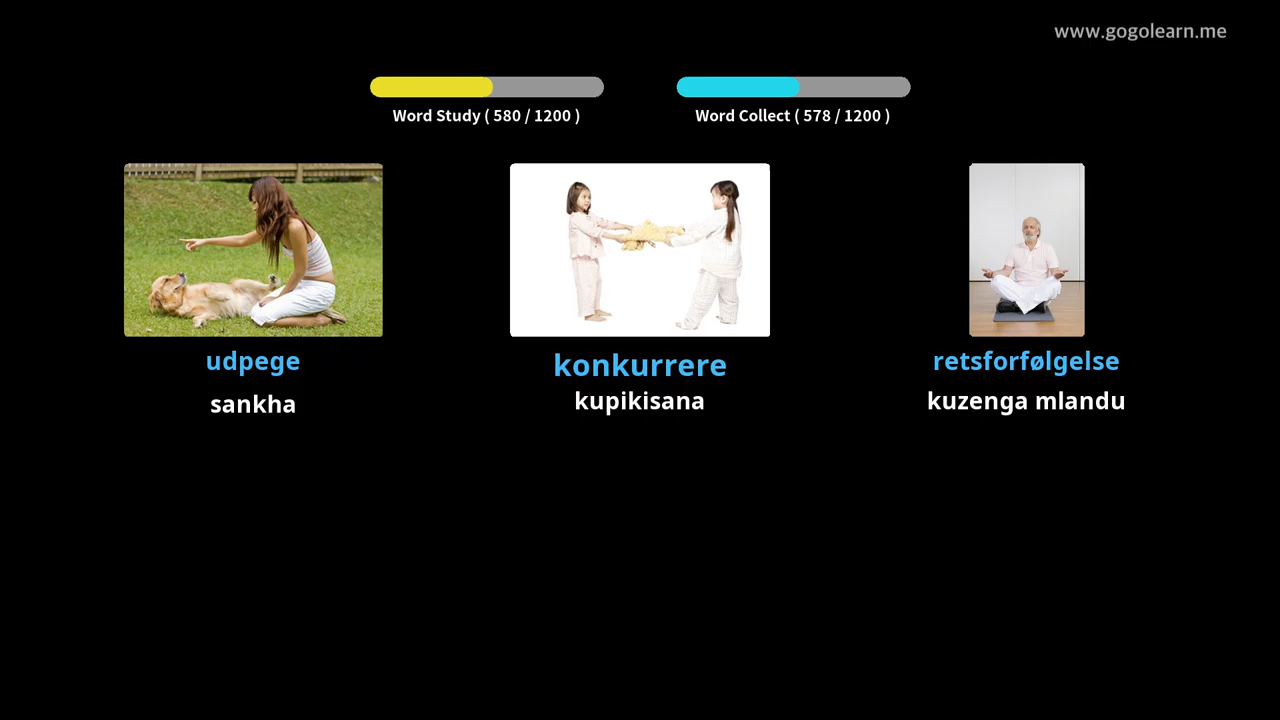 www.gogolearn.me
Word Study ( 580 / 1200 )
Word Collect ( 578 / 1200 )
udpege
konkurrere
retsforfølgelse
sankha
kupikisana
kuzenga mlandu